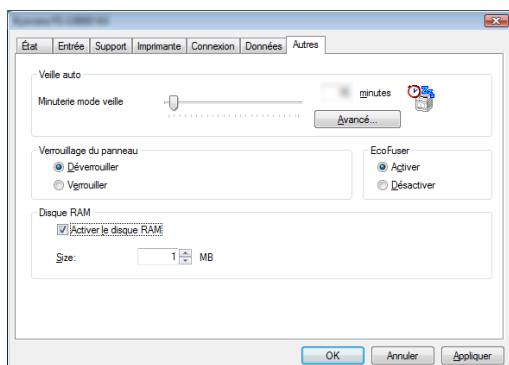 État Entrée Support Imprimante Connexion Données Autres
Veille auto
Minuterie mode veille
minutes
Avancé...
Verrouillage du panneau
Déverrouiller
Verrouiller
EcoFuser
Activer
Désactiver
Disque RAM
Activer le disque RAM
Size: 1 MB
OK Annuler Appliquer